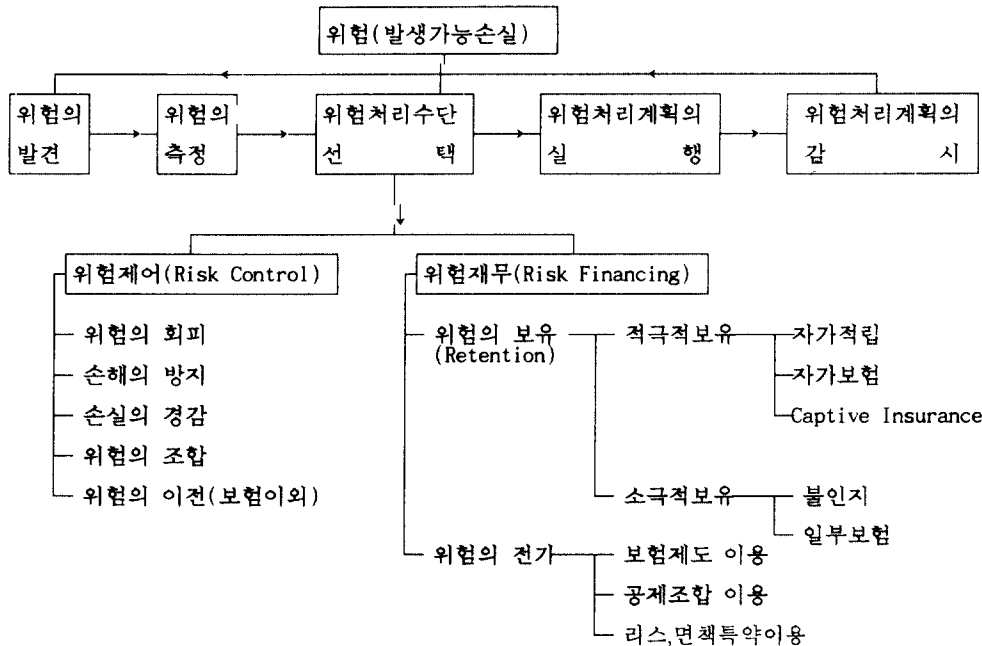 위험(발생가능손실)
위험의
발견
위험의
측정
위험처리수단
선 택
위험처리계획의
실 행
위험처리계획의
감 시
위험제어(Risk Control)
위험의 회피
손해의 방지
손실의 경감
위험의 조합
위험의 이전(보험이외)
위험재무(Risk Financing)
위험의 보유
(Retention)
적극적보유
자가적립
자가보험
Captive Insurance
소극적보유
불인지
일부보험
위험의 전가
보험제도 이용
공제조합 이용
리스,면책특약이용